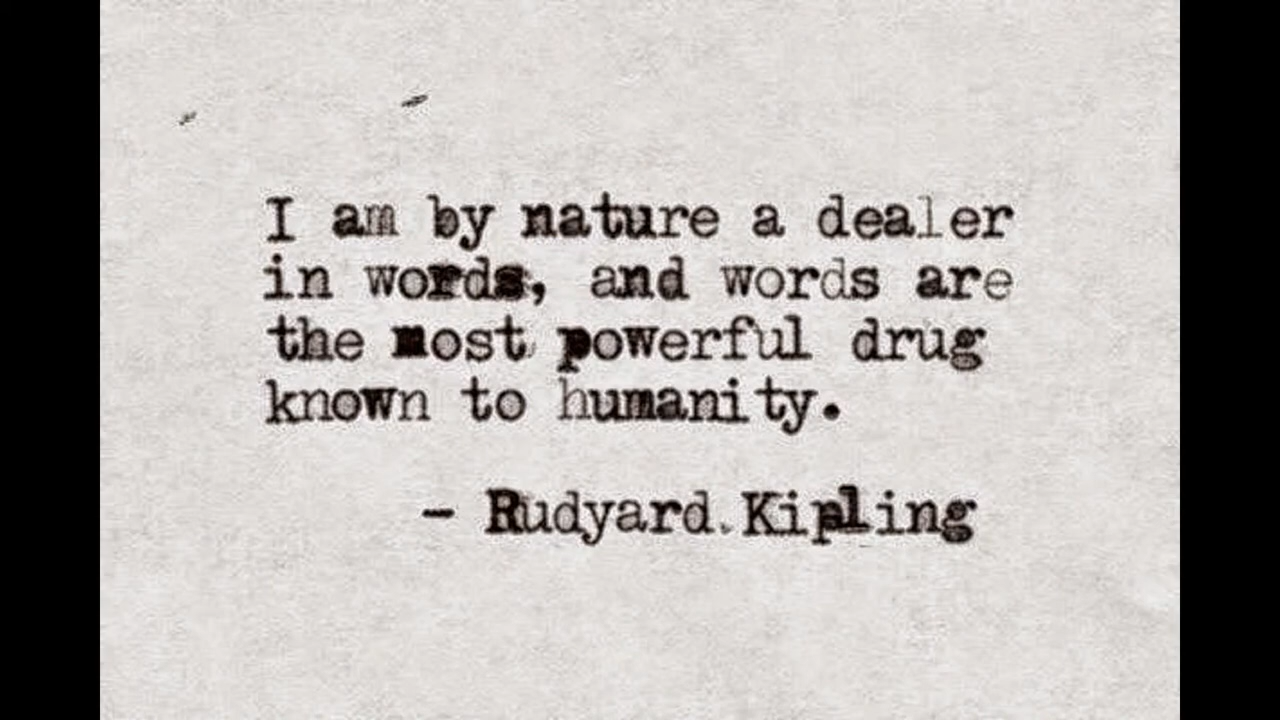 I am by nature a dealer
in words, and words are
the most powerful drug
known to humanity.
- Rudyard Kipling